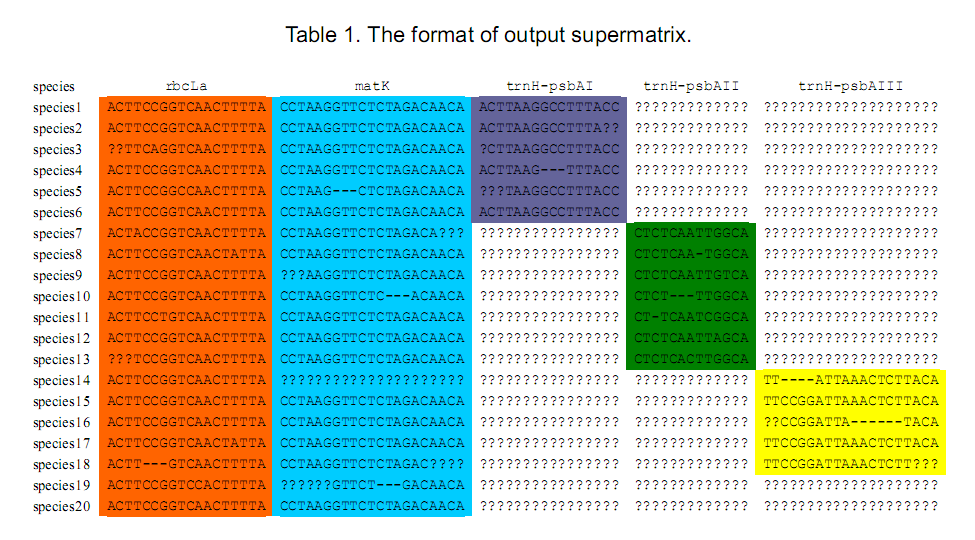 Table 1. The format of output supermatrix.
species rbcLa matK trnH-psbAI trnH-psbAII trnH-psbAIII
species1 ACTTCCGGTCAACTTTTA CCTAAGGTTCTCTAGACAACA ACTTAAGGCCTTTACC ????????????? ????????????????????
species2 ACTTCCGGTCAACTTTTA CCTAAGGTTCTCTAGACAACA ACTTAAGGCCTTTA?? ????????????? ????????????????????
species3 ??TTCAGGTCAACTTTTA CCTAAGGTTCTCTAGACAACA ?CTTAAGGCCTTTACC ????????????? ????????????????????
species4 ACTTCCGGTCAACTTTTA CCTAAGGTTCTCTAGACAACA ACTTAAG---TTTACC ????????????? ????????????????????
species5 ACTTCCGGCCAACTTTTA CCTAAG---CTCTAGACAACA ???TAAGGCCTTTACC ????????????? ????????????????????
species6 ACTTCCGGTCAACTTTTA CCTAAGGTTCTCTAGACAACA ACTTAAGGCCTTTACC ????????????? ????????????????????
species7 ACTACCGGTCAACTTTTA CCTAAGGTTCTCTAGACA??? ???????????????? CTCTCAATTGGCA ????????????????????
species8 ACTTCCGGTCAACTATTA CCTAAGGTTCTCTAGACAACA ???????????????? CTCTCAA-TGGCA ????????????????????
species9 ACTTCCGGTCAACTTTTA ???AAGGTTCTCTAGACAACA ???????????????? CTCTCAATTGTCA ????????????????????
species10 ACTTCCGGTCAACTTTTA CCTAAGGTTCTC---ACAACA ???????????????? CTCT---TTGGCA ????????????????????
species11 ACTTCCTGTCAACTTTTA CCTAAGGTTCTCTAGACAACA ???????????????? CT-TCAATCGGCA ????????????????????
species12 ACTTCCGGTCAACTTTTA CCTAAGGTTCTCTAGACAACA ???????????????? CTCTCAATTAGCA ????????????????????
species13 ???TCCGGTCAACTTTTA CCTAAGGTTCTCTAGACAACA ???????????????? CTCTCACTTGGCA ????????????????????
species14 ACTTCCGGTCAACTTTTA ????????????????????? ???????????????? ????????????? TT----ATTAAACTCTTACA
species15 ACTTCCGGTCAACTTTTA CCTAAGGTTCTCTAGACAACA ???????????????? ????????????? TTCCGGATTAAACTCTTACA
species16 ACTTCCGGTCAACTTTTA CCTAAGGTTCTCTAGACAACA ???????????????? ????????????? ??CCGGATTA------TACA
species17 ACTTCCGGTCAACTATTA CCTAAGGTTCTCTAGACAACA ???????????????? ????????????? TTCCGGATTAAACTCTTACA
species18 ACTT---GTCAACTTTTA CCTAAGGTTCTCTAGAC???? ???????????????? ????????????? TTCCGGATTAAACTCTT???
species19 ACTTCCGGTCCACTTTTA ??????GTTCT---GACAACA ???????????????? ????????????? ????????????????????
species20 ACTTCCGGTCAACTTTTA CCTAAGGTTCTCTAGACAACA ???????????????? ????????????? ????????????????????